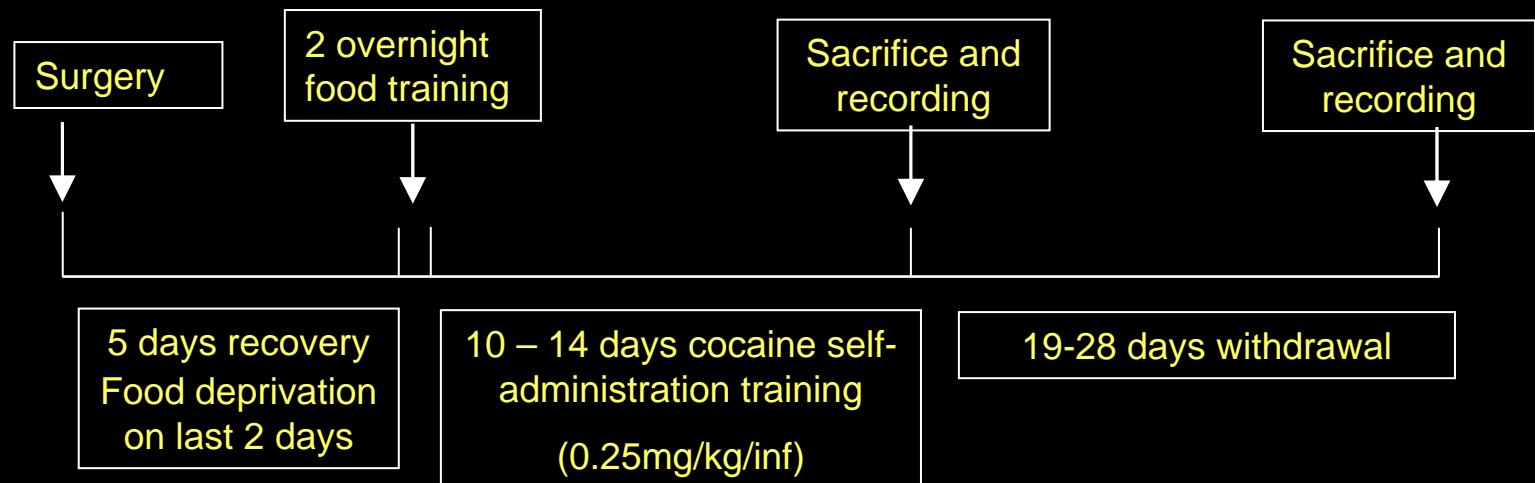 Surgery
2 overnight
food training
Sacrifice and
recording
Sacrifice and
recording
5 days recovery
Food deprivation
on last 2 days
10 – 14 days cocaine self-
administration training
(0.25mg/kg/inf)
19-28 days withdrawal